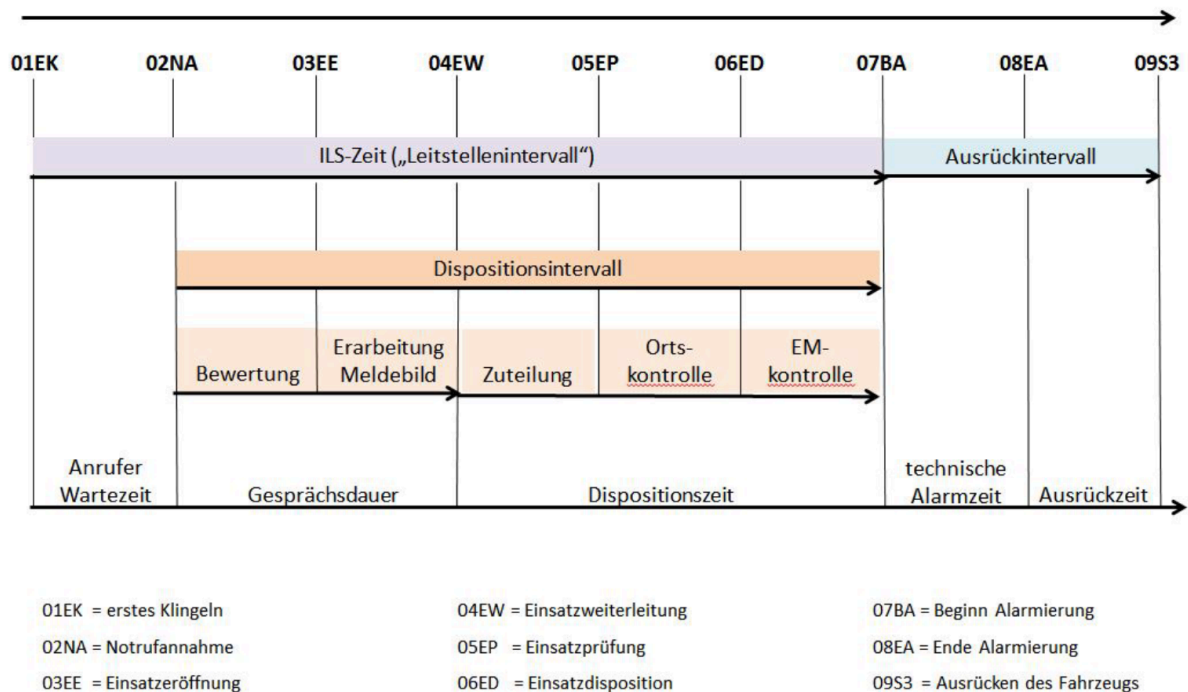 01EK 02NA 03EE 04EW 05EP 06ED 07BA 08EA 09S3
ILS-Zeit („Leitstellenintervall“) Ausrückintervall
Dispositionsintervall
Bewertung
Erarbeitung
Meldebild
Zuteilung
Orts-
kontrolle
EM-
kontrolle
Anrufer
Wartezeit
Gesprächsdauer
Dispositionszeit
technische
Alarmzeit
Ausrückzeit
01EK = erstes Klingeln
02NA = Notrufannahme
03EE = Einsatzeröffnung
04EW = Einsatzweiterleitung
05EP = Einsatzprüfung
06ED = Einsatzdisposition
07BA = Beginn Alarmierung
08EA = Ende Alarmierung
09S3 = Ausrücken des Fahrzeugs